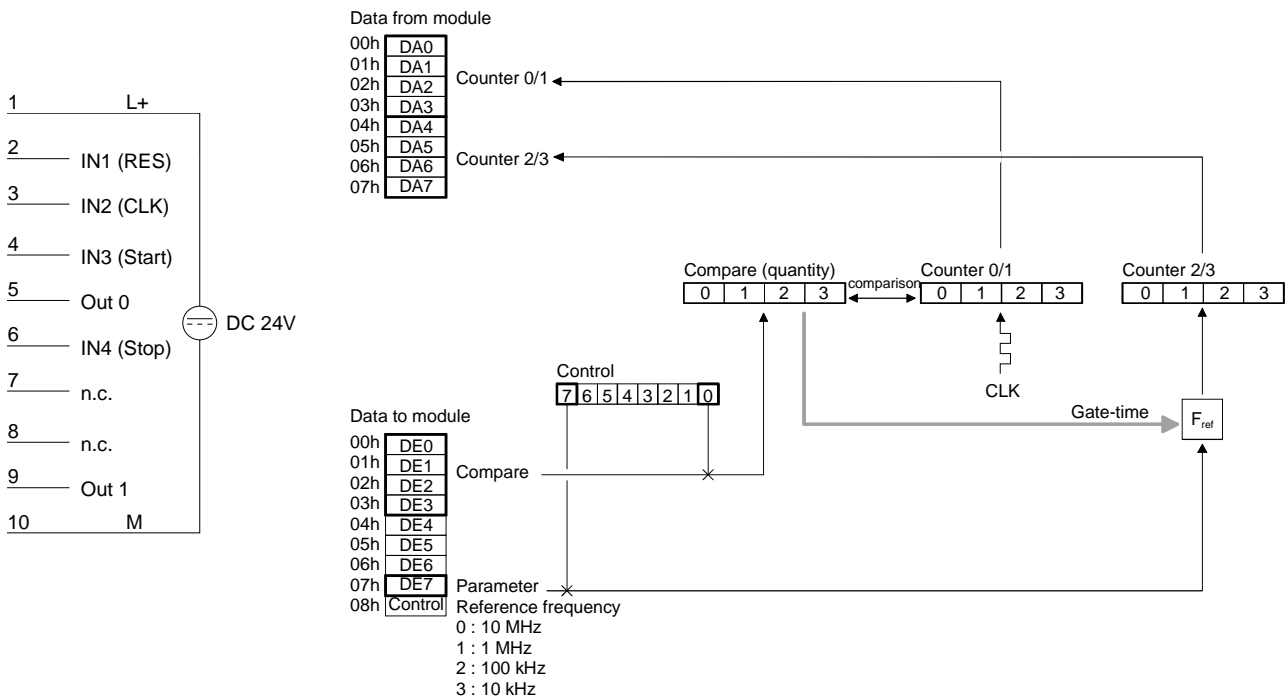 Data from module
00h DA0
01h DA1
02h DA2
03h DA3
04h DA4
05h DA5
06h DA6
07h DA7
Counter 0/1
Counter 2/3
1 L+
2 IN1 (RES)
3 IN2 (CLK)
4 IN3 (Start)
5 Out 0
6 IN4 (Stop)
7 n.c.
8 n.c.
9 Out 1
10 M
DC 24V
Compare (quantity)
0 1 2 3
comparison
Counter 0/1
0 1 2 3
Counter 2/3
0 1 2 3
CLK
Control
7 6 5 4 3 2 1 0
Gate-time
Fref
Data to module
00h DE0
01h DE1
02h DE2
03h DE3
04h DE4
05h DE5
06h DE6
07h DE7
08h Control
Compare
Parameter
Reference frequency
0 : 10 MHz
1 : 1 MHz
2 : 100 kHz
3 : 10 kHz